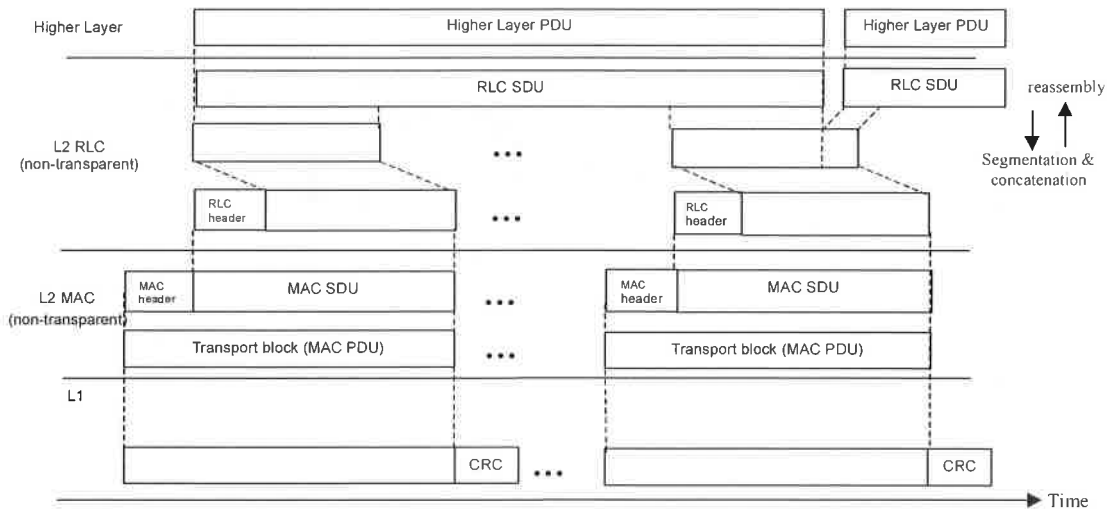 Higher Layer
Higher Layer PDU
Higher Layer PDU
RLC SDU
RLC SDU
reassembly
L2 RLC
(non-transparent)
...
Segmentation &
concatenation
RLC
header
...
RLC
header
L2 MAC
(non-transparent)
MAC
header
MAC SDU
...
MAC
header
MAC SDU
Transport block (MAC PDU)
...
Transport block (MAC PDU)
L1
CRC
...
CRC
Time